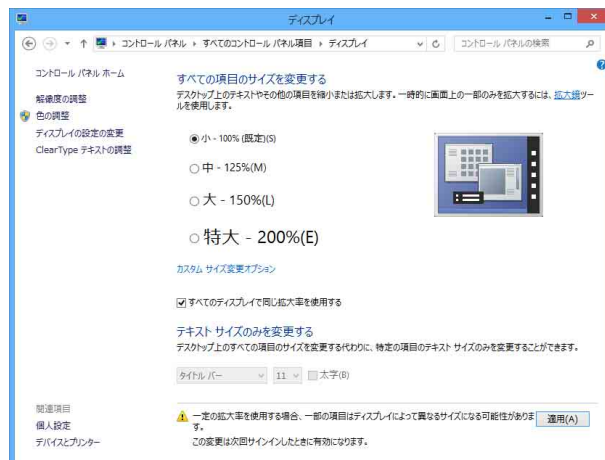 ディスプレイ
コントロール パネル ▸ すべてのコントロール パネル項目 ▸ ディスプレイ
コントロール パネルの検索
コントロール パネル ホーム
解像度の調整
色の調整
ディスプレイの設定の変更
ClearType テキストの調整
すべての項目のサイズを変更する
デスクトップ上のテキストやその他の項目を縮小または拡大します。一時的に画面上の一部のみを拡大するには、拡大鏡ツー
ルを使用します。
小 - 100% (既定)(S)
中 - 125%(M)
大 - 150%(L)
特大 - 200%(E)
カスタム サイズ変更オプション
すべてのディスプレイで同じ拡大率を使用する
テキスト サイズのみを変更する
デスクトップ上のすべての項目のサイズを変更する代わりに、特定の項目のテキスト サイズのみを変更することができます。
タイトル バー 11 太字(B)
一定の拡大率を使用する場合、一部の項目はディスプレイによって異なるサイズになる可能性がありま
す。
適用(A)
この変更は次回サインインしたときに有効になります。
関連項目
個人設定
デバイスとプリンター